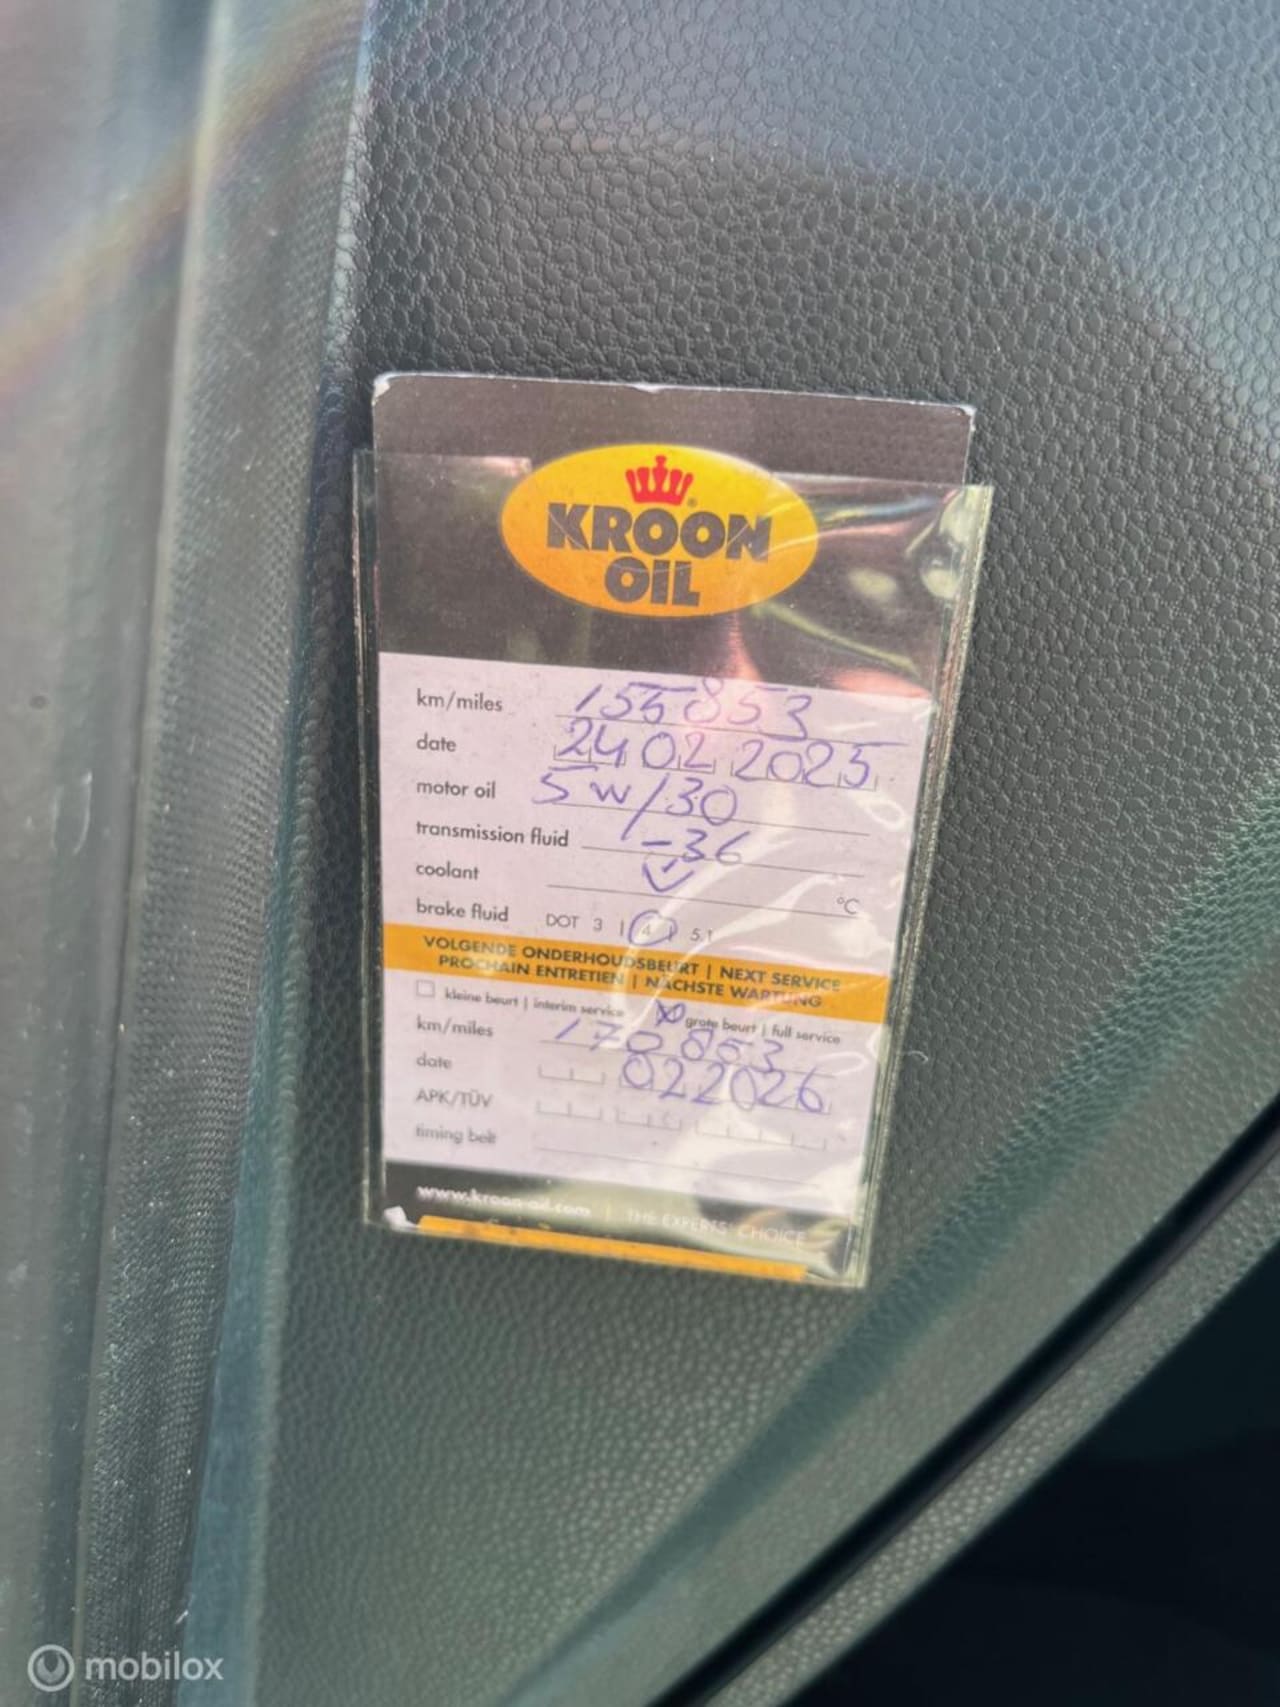 KROON
OIL
km/miles 155853
date 24 02 2025
motor oil 5w/30
transmission fluid -36
coolant ✓ °C
brake fluid DOT 3 | 4 | 5.1
VOLGENDE ONDERHOUDSBEURT | NEXT SERVICE
PROCHAIN ENTRETIEN | NÄCHSTE WARTUNG
kleine beurt | interim service X grote beurt | full service
km/miles 170853
date 022026
APK/TÜV
timing belt
www.kroon-oil.com | THE EXPERTS' CHOICE
mobilox